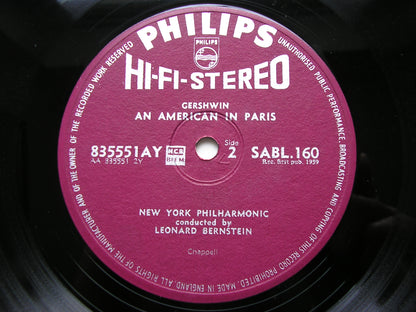 PHILIPS
PHILIPS
HI-FI-STEREO
GERSHWIN
AN AMERICAN IN PARIS
835551AY
AA 835551 2Y
Side
2
SABL.160
Rec. first pub. 1959
NEW YORK PHILHARMONIC
conducted by
LEONARD BERNSTEIN
Chappell
ALL RIGHTS OF THE MANUFACTURER AND OF THE OWNER OF THE RECORDED WORK RESERVED
UNAUTHORISED PUBLIC PERFORMANCE, BROADCASTING AND COPYING OF THIS RECORD PROHIBITED. MADE IN ENGLAND